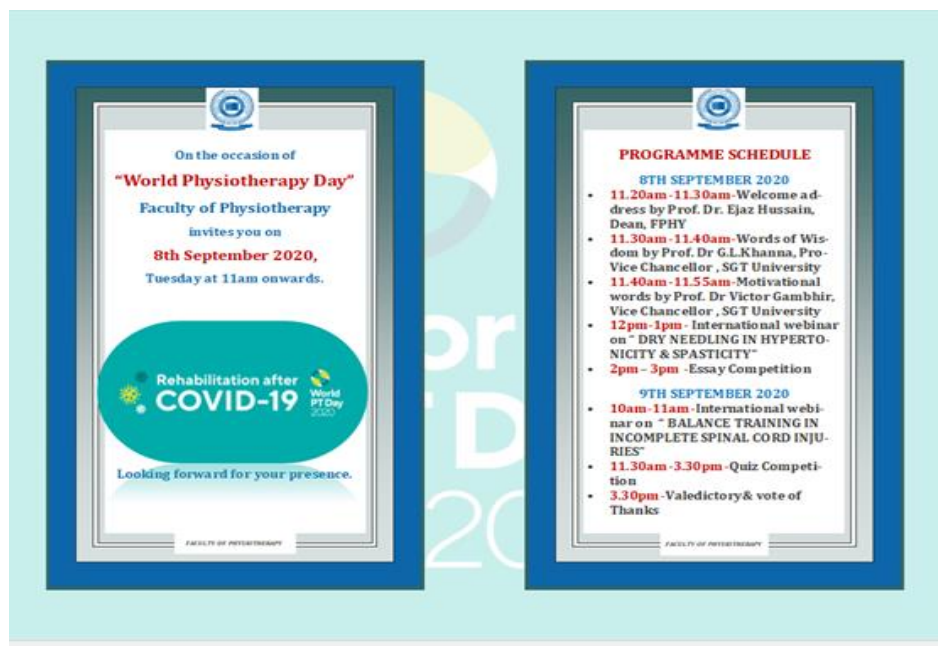 On the occasion of
"World Physiotherapy Day"
Faculty of Physiotherapy
invites you on
8th September 2020,
Tuesday at 11am onwards.
Rehabilitation after
COVID-19
World
PT Day
2020
Looking forward for your presence.
FACULTY OF PHYSIOTHERAPY
PROGRAMME SCHEDULE
8TH SEPTEMBER 2020
• 11.20am-11.30am-Welcome ad-
dress by Prof. Dr. Ejaz Hussain,
Dean, FPHY
• 11.30am-11.40am-Words of Wis-
dom by Prof. Dr G.L.Khanna, Pro-
Vice Chancellor , SGT University
• 11.40am-11.55am-Motivational
words by Prof. Dr Victor Gambhir,
Vice Chancellor , SGT University
• 12pm-1pm- International webinar
on " DRY NEEDLING IN HYPERTO-
NICITY & SPASTICITY"
• 2pm – 3pm -Essay Competition
9TH SEPTEMBER 2020
• 10am-11am-International webi-
nar on " BALANCE TRAINING IN
INCOMPLETE SPINAL CORD INJU-
RIES"
• 11.30am-3.30pm-Quiz Competi-
tion
• 3.30pm-Valedictory& vote of
Thanks
FACULTY OF PHYSIOTHERAPY
or
D
20